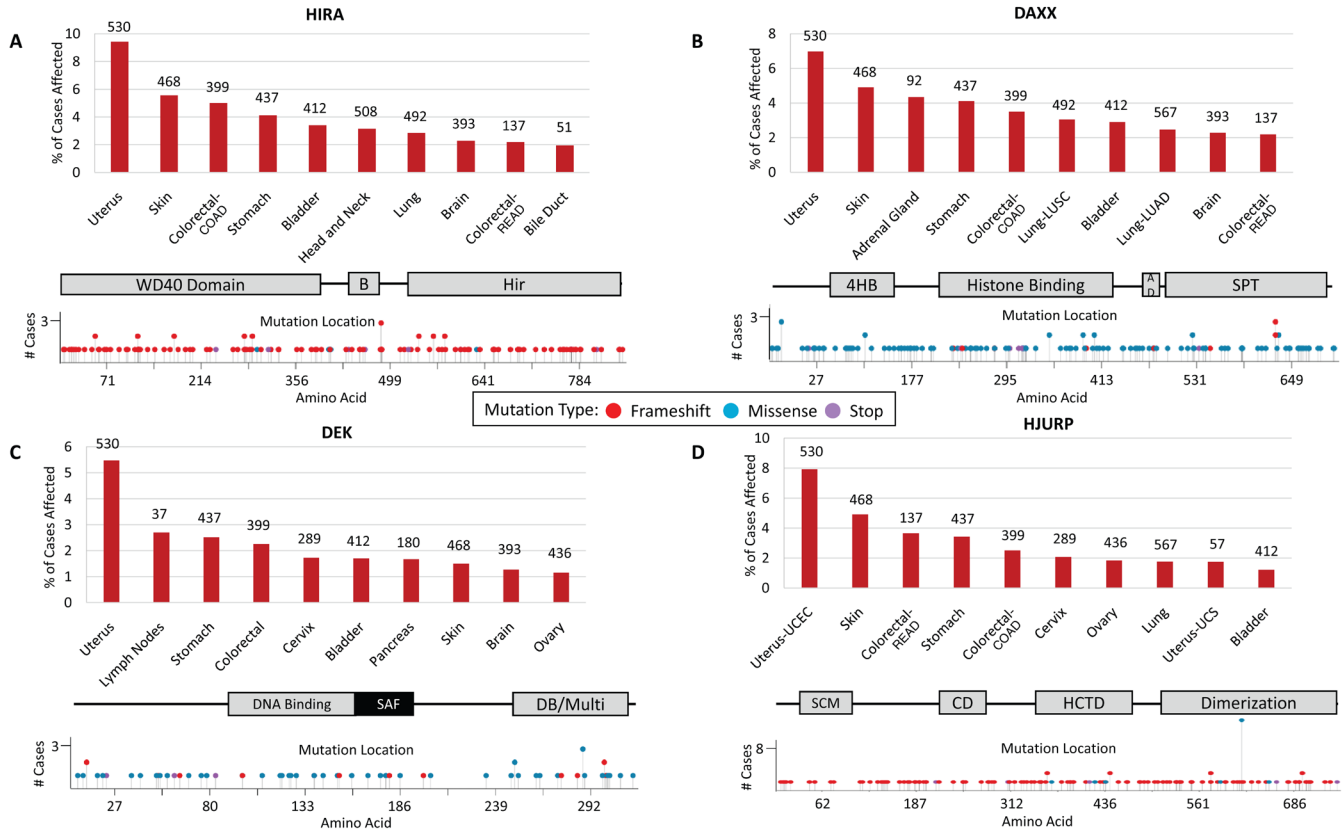 A
HIRA
% of Cases Affected
10
8
6
4
2
0
530
468
399
437
412
508
492
393
137
51
Uterus
Skin
Colorectal-
COAD
Stomach
Bladder
Head and Neck
Lung
Brain
Colorectal-
READ
Bile Duct
WD40 Domain
B
Hir
# Cases
3
Mutation Location
71
214
356
499
641
784
Amino Acid
B
DAXX
% of Cases Affected
8
6
4
2
0
530
468
92
437
399
492
412
567
393
137
Uterus
Skin
Adrenal Gland
Stomach
Colorectal-
COAD
Lung-LUSC
Bladder
Lung-LUAD
Brain
Colorectal-
READ
4HB
Histone Binding
AD
SPT
# Cases
3
Mutation Location
27
177
295
413
531
649
Amino Acid
Mutation Type: Frameshift Missense Stop
C
DEK
% of Cases Affected
6
5
4
3
2
1
0
530
37
437
399
289
412
180
468
393
436
Uterus
Lymph Nodes
Stomach
Colorectal
Cervix
Bladder
Pancreas
Skin
Brain
Ovary
DNA Binding
SAF
DB/Multi
# Cases
3
Mutation Location
27
80
133
186
239
292
Amino Acid
D
HJURP
% of Cases Affected
10
8
6
4
2
0
530
468
137
437
399
289
436
567
57
412
Uterus-UCEC
Skin
Colorectal-
READ
Stomach
Colorectal-
COAD
Cervix
Ovary
Lung
Uterus-UCS
Bladder
SCM
CD
HCTD
Dimerization
# Cases
8
Mutation Location
62
187
312
436
561
686
Amino Acid